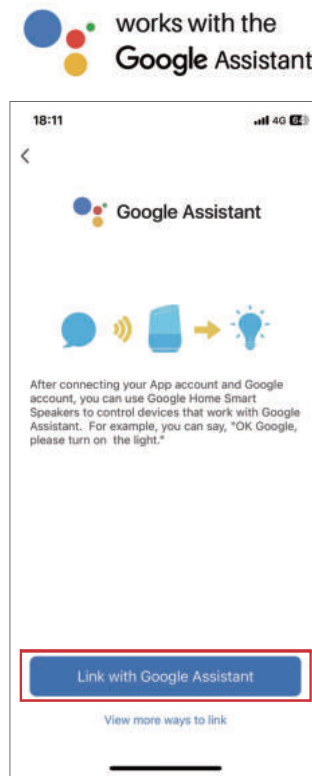 works with the
Google Assistant
18:11
4G 64
Google Assistant
After connecting your App account and Google
account, you can use Google Home Smart
Speakers to control devices that work with Google
Assistant. For example, you can say, "OK Google,
please turn on the light."
Link with Google Assistant
View more ways to link